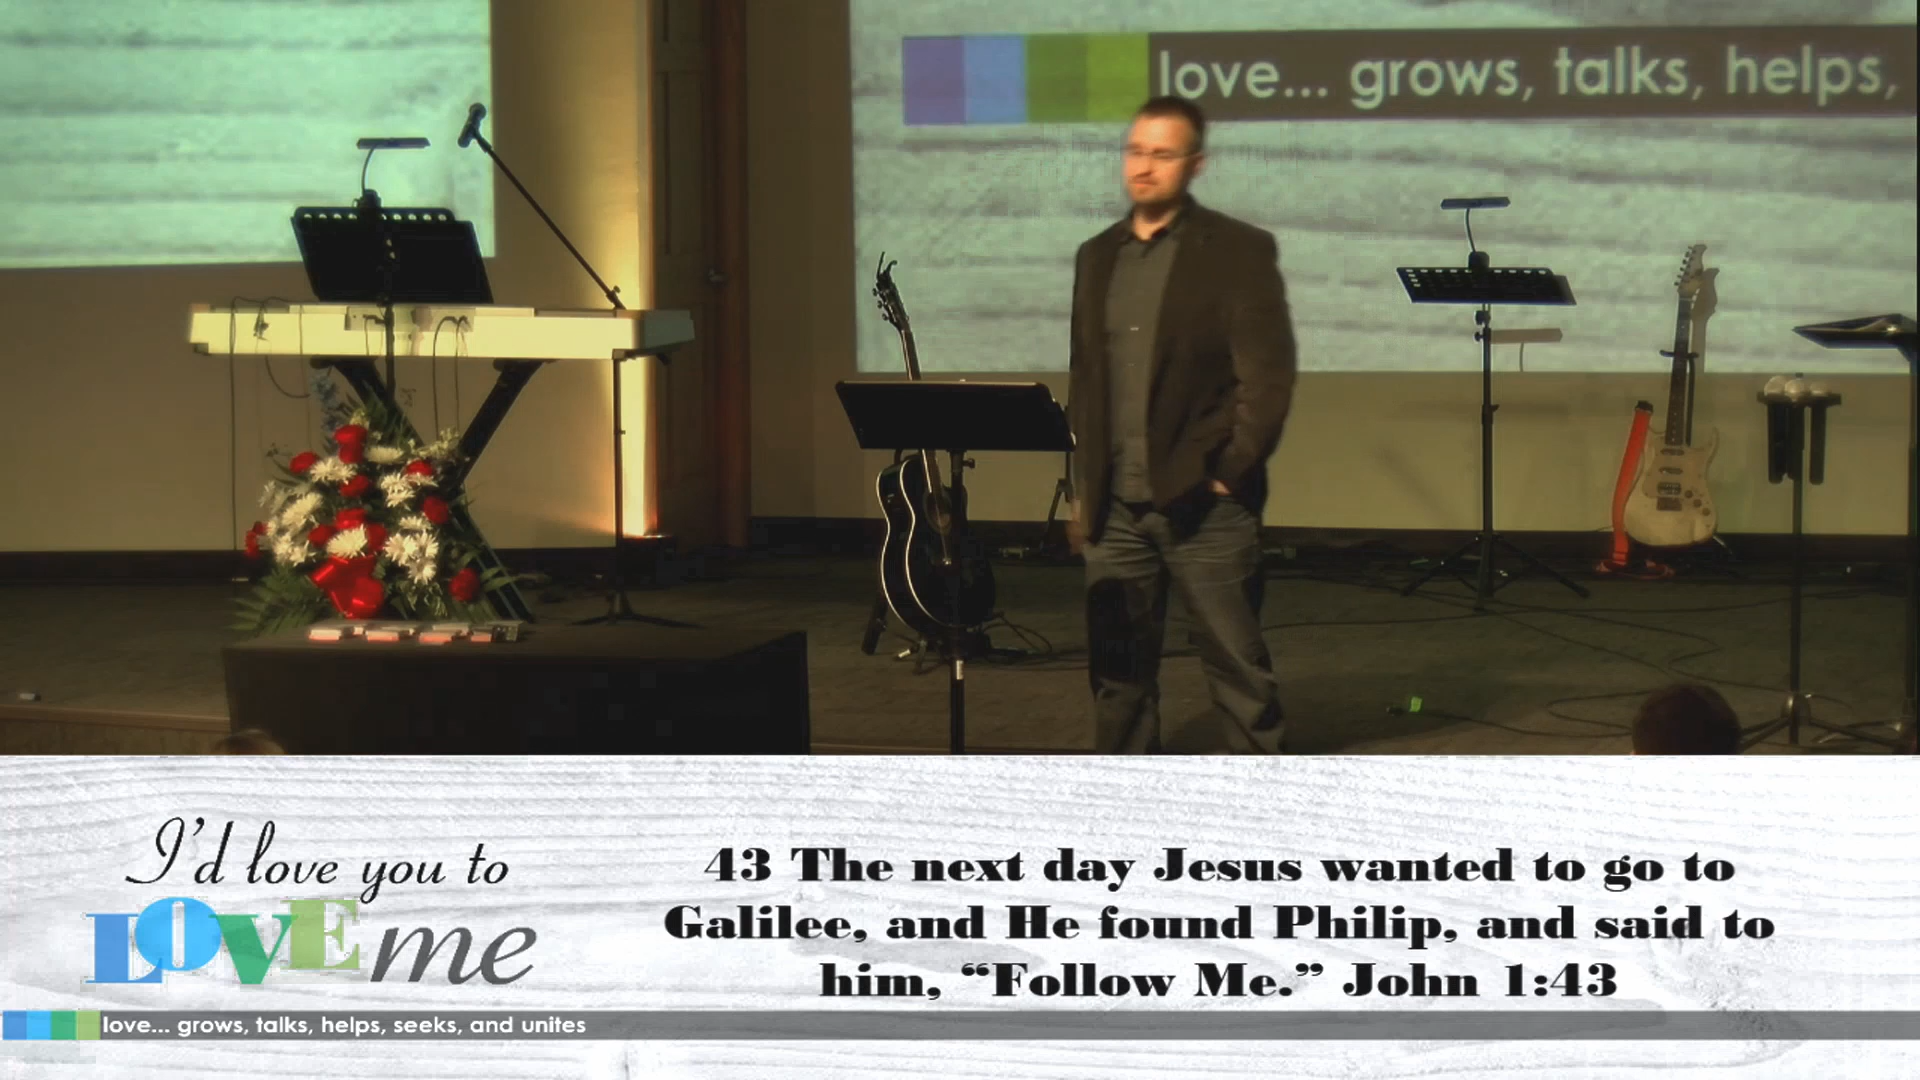 love... grows, talks, helps,
I'd love you to
LOVE me
43 The next day Jesus wanted to go to
Galilee, and He found Philip, and said to
him, “Follow Me.” John 1:43
love... grows, talks, helps, seeks, and unites